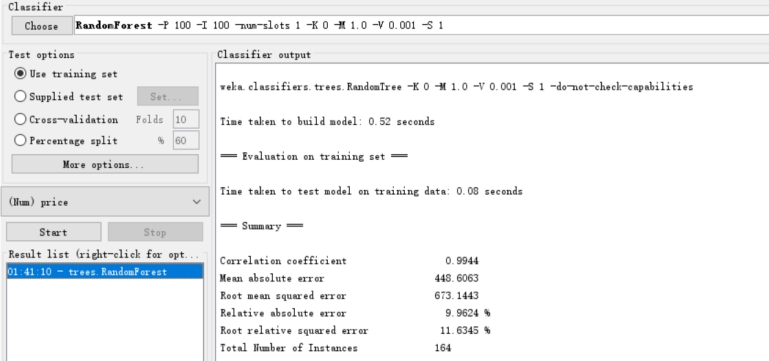 Classifier
Choose RandomForest -P 100 -I 100 -num-slots 1 -K 0 -M 1.0 -V 0.001 -S 1
Test options
Use training set
Supplied test set Set...
Cross-validation Folds 10
Percentage split % 60
More options...
(Num) price
Start Stop
Result list (right-click for opt...
01:41:10 - trees.RandomForest
Classifier output
weka.classifiers.trees.RandomTree -K 0 -M 1.0 -V 0.001 -S 1 -do-not-check-capabilities
Time taken to build model: 0.52 seconds
=== Evaluation on training set ===
Time taken to test model on training data: 0.08 seconds
=== Summary ===
Correlation coefficient 0.9944
Mean absolute error 448.6063
Root mean squared error 673.1443
Relative absolute error 9.9624 %
Root relative squared error 11.6345 %
Total Number of Instances 164